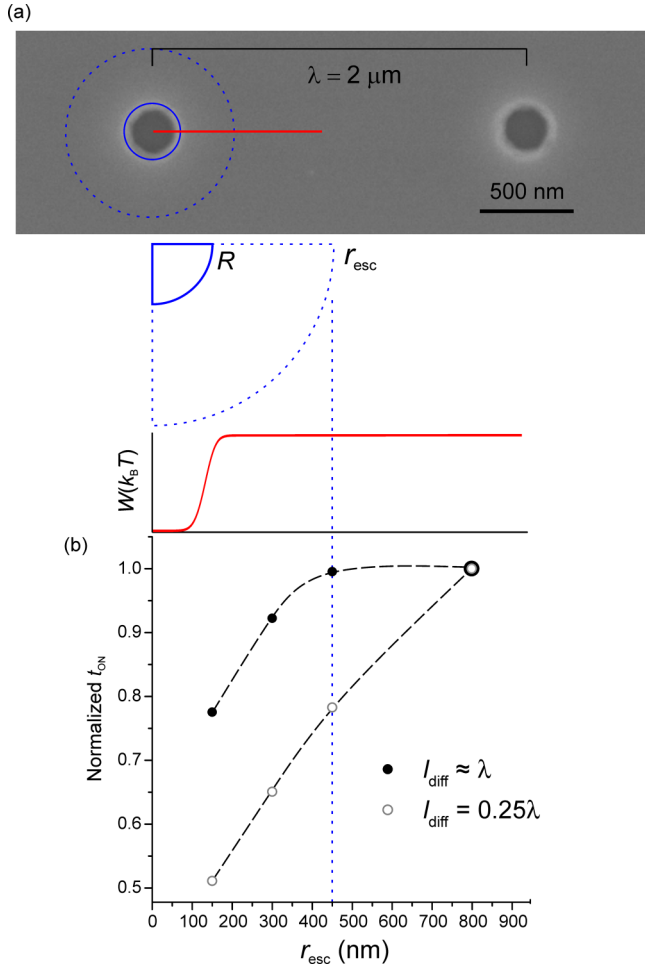 (a)
λ = 2 μm
500 nm
R
r_esc
W(k_BT)
(b)
1.0
0.9
0.8
0.7
0.6
0.5
Normalized t_ON
l_diff ≈ λ
l_diff = 0.25λ
0 100 200 300 400 500 600 700 800 900
r_esc (nm)